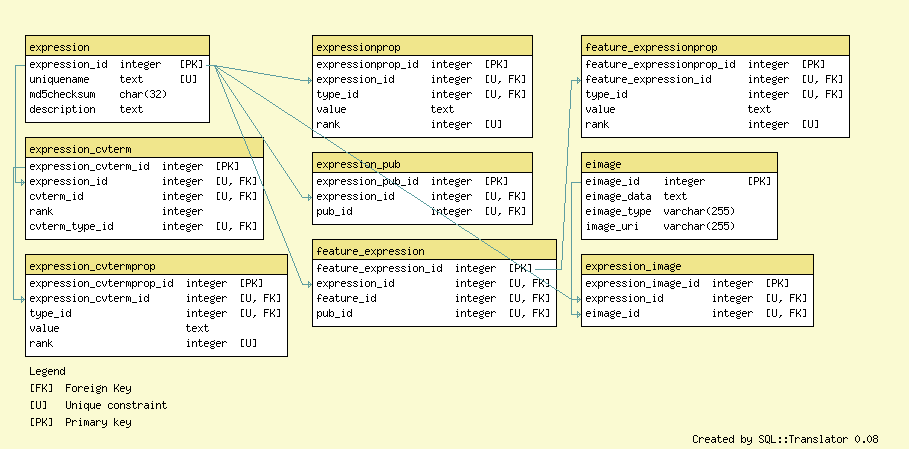 expression
expression_id integer [PK]
uniquename text [U]
md5checksum char(32)
description text
expression_cvterm
expression_cvterm_id integer [PK]
expression_id integer [U, FK]
cvterm_id integer [U, FK]
rank integer
cvterm_type_id integer [U, FK]
expression_cvtermprop
expression_cvtermprop_id integer [PK]
expression_cvterm_id integer [U, FK]
type_id integer [U, FK]
value text
rank integer [U]
expressionprop
expressionprop_id integer [PK]
expression_id integer [U, FK]
type_id integer [U, FK]
value text
rank integer [U]
expression_pub
expression_pub_id integer [PK]
expression_id integer [U, FK]
pub_id integer [U, FK]
feature_expression
feature_expression_id integer [PK]
expression_id integer [U, FK]
feature_id integer [U, FK]
pub_id integer [U, FK]
feature_expressionprop
feature_expressionprop_id integer [PK]
feature_expression_id integer [U, FK]
type_id integer [U, FK]
value text
rank integer [U]
eimage
eimage_id integer [PK]
eimage_data text
eimage_type varchar(255)
image_uri varchar(255)
expression_image
expression_image_id integer [PK]
expression_id integer [U, FK]
eimage_id integer [U, FK]
Legend
[FK] Foreign Key
[U] Unique constraint
[PK] Primary key
Created by SQL::Translator 0.08